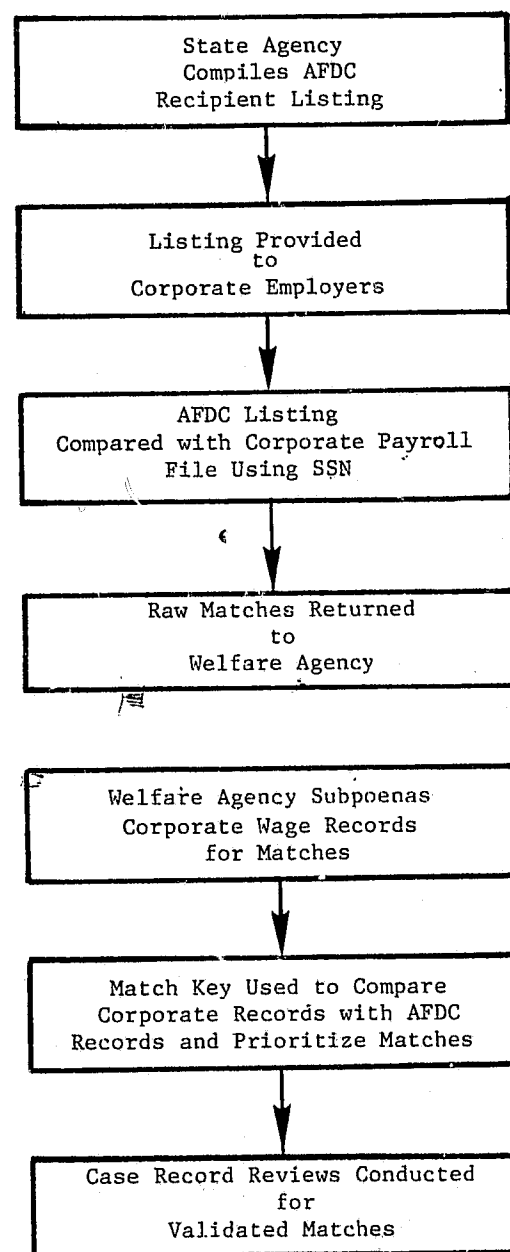 State Agency
Compiles AFDC
Recipient Listing
Listing Provided
to
Corporate Employers
AFDC Listing
Compared with Corporate Payroll
File Using SSN
Raw Matches Returned
to
Welfare Agency
Welfare Agency Subpoenas
Corporate Wage Records
for Matches
Match Key Used to Compare
Corporate Records with AFDC
Records and Prioritize Matches
Case Record Reviews Conducted
for
Validated Matches